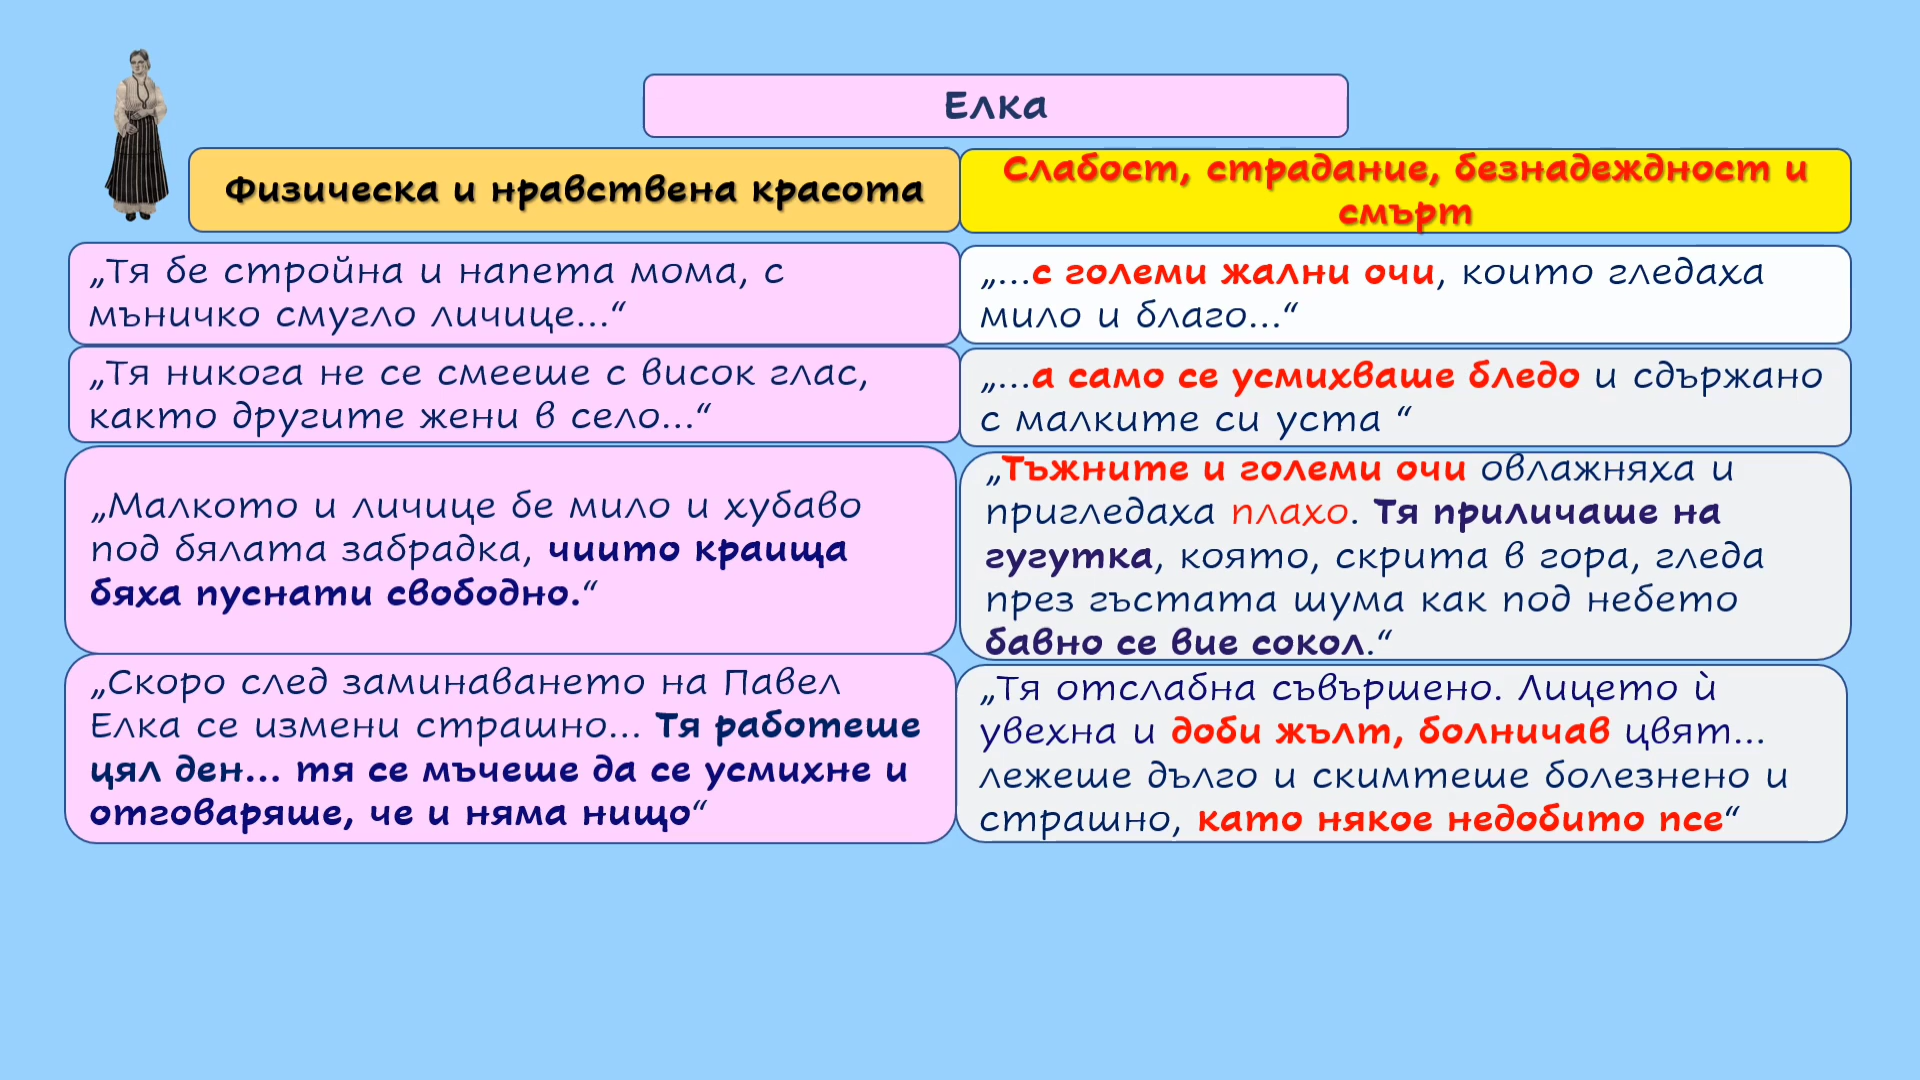 Елка
Физическа и нравствена красота
Слабост, страдание, безнадеждност и
смърт
„Тя бе стройна и напета мома, с
мъничко смугло личице...“
„...с големи жални очи, които гледаха
мило и благо...“
„Тя никога не се смееше с висок глас,
както другите жени в село...“
„...а само се усмихваше бледо и сдържано
с малките си уста “
„Малкото и личице бе мило и хубаво
под бялата забрадка, чиито краища
бяха пуснати свободно.“
„Тъжните и големи очи овлажняха и
пригледаха плахо. Тя приличаше на
гугутка, която, скрита в гора, гледа
през гъстата шума как под небето
бавно се вие сокол.“
„Скоро след заминаването на Павел
Елка се измени страшно... Тя работеше
цял ден... тя се мъчеше да се усмихне и
отговаряше, че и няма нищо“
„Тя отслабна съвършено. Лицето ѝ
увехна и доби жълт, болничав цвят...
лежеше дълго и скимтеше болезнено и
страшно, като някое недобито псе“